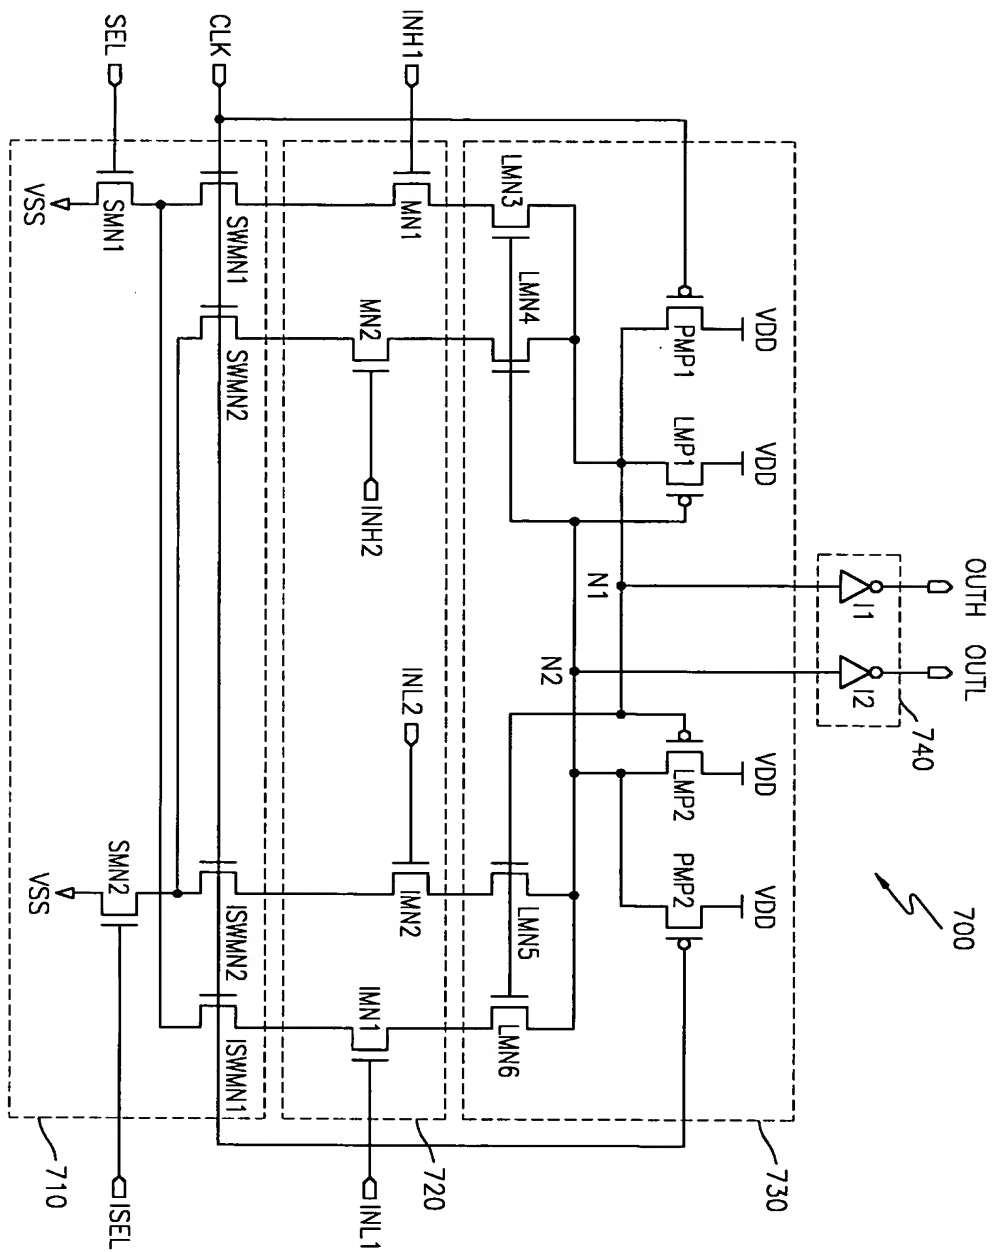 700
OUTH
OUTL
740
I1
I2
VDD
VDD
VDD
VDD
PMP1
LMP1
LMP2
PMP2
N1
N2
730
LMN3
LMN4
LMN5
LMN6
INH1
MN1
MN2
INH2
INL2
IMN2
IMN1
INL1
720
CLK
SWMN1
SWMN2
ISWMN2
ISWMN1
SEL
SMN1
SMN2
ISEL
VSS
VSS
710